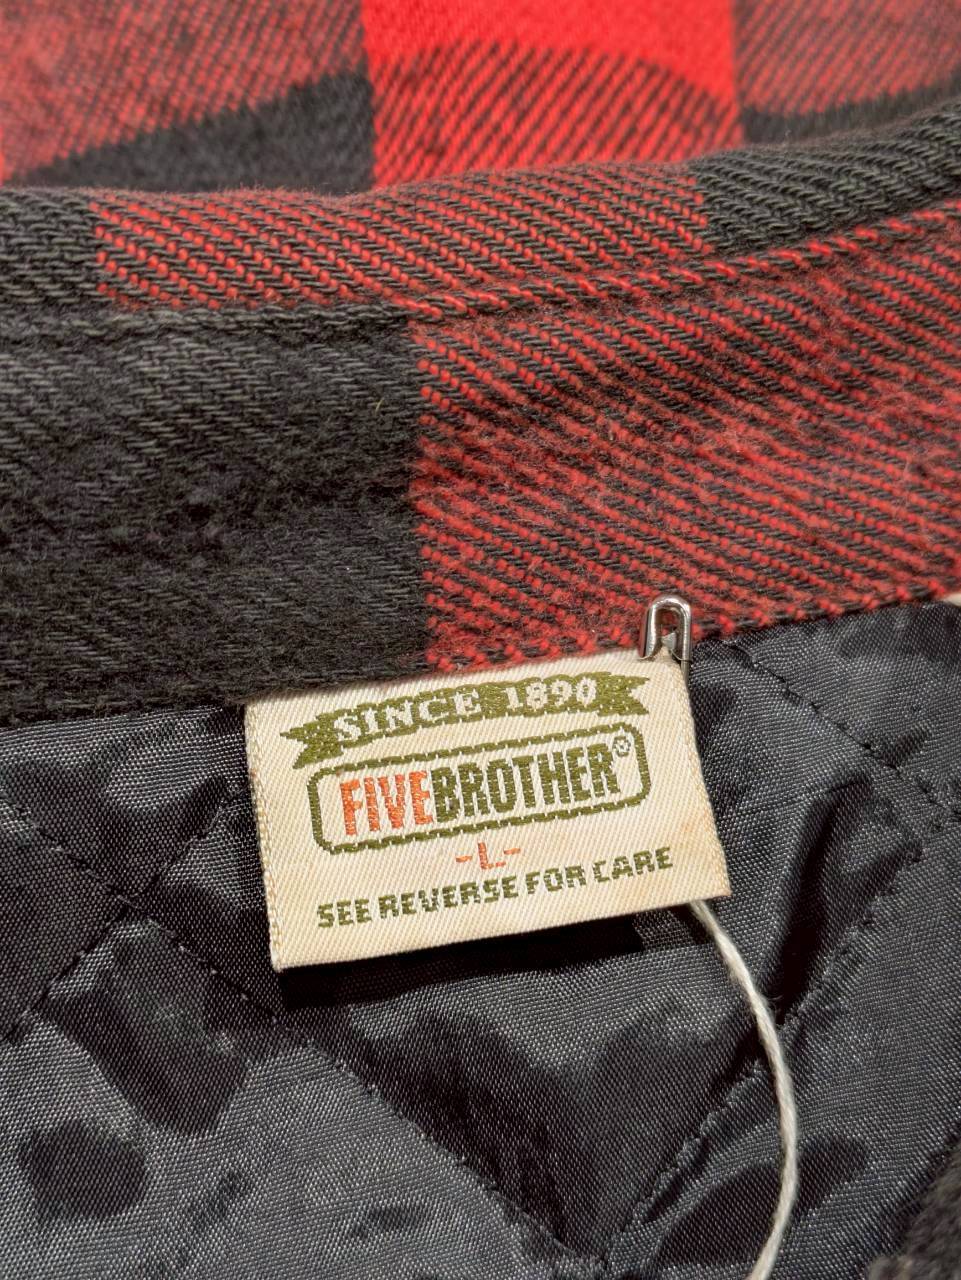 SINCE 1890
FIVEBROTHER®
-L-
SEE REVERSE FOR CARE